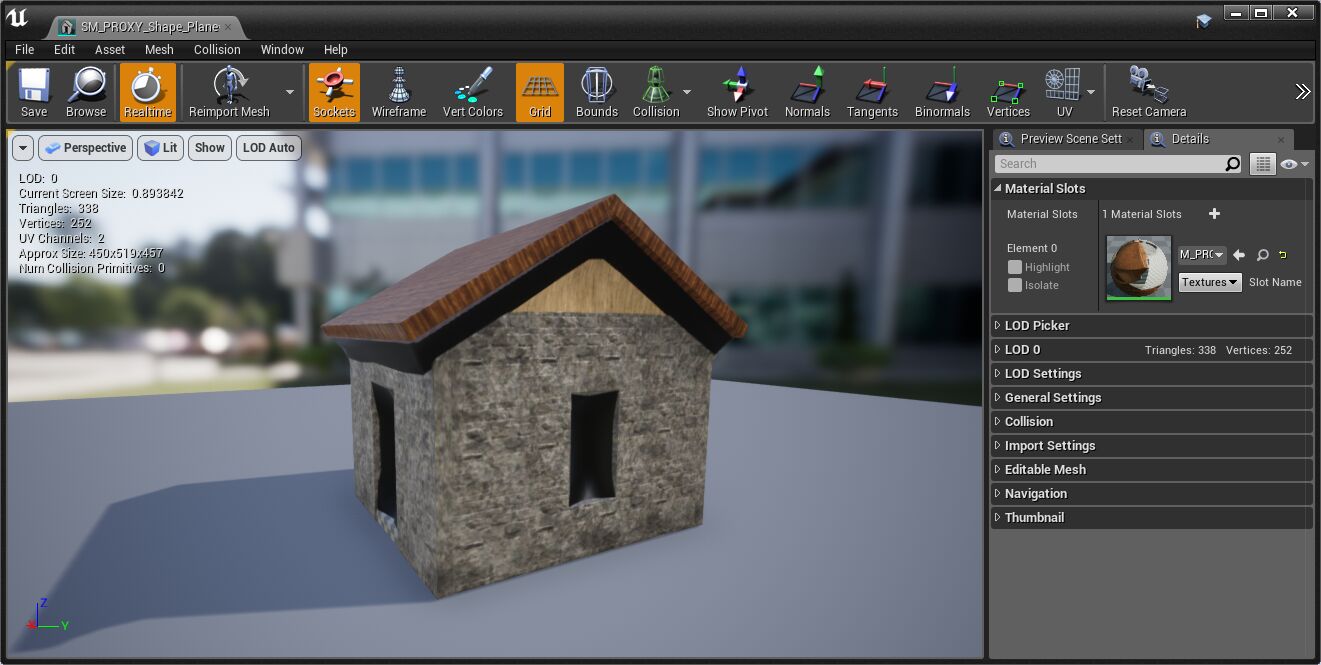 SM_PROXY_Shape_Plane
File Edit Asset Mesh Collision Window Help
Save Browse Realtime Reimport Mesh Sockets Wireframe Vert Colors Grid Bounds Collision Show Pivot Normals Tangents Binormals Vertices UV Reset Camera
Perspective Lit Show LOD Auto
LOD: 0
Current Screen Size: 0.893842
Triangles: 338
Vertices: 252
UV Channels: 2
Approx Size: 450x519x457
Num Collision Primitives: 0
Z
Y
Preview Scene Sett Details
Search
Material Slots
Material Slots 1 Material Slots
Element 0
Highlight
Isolate
M_PRO
Textures Slot Name
LOD Picker
LOD 0 Triangles: 338 Vertices: 252
LOD Settings
General Settings
Collision
Import Settings
Editable Mesh
Navigation
Thumbnail